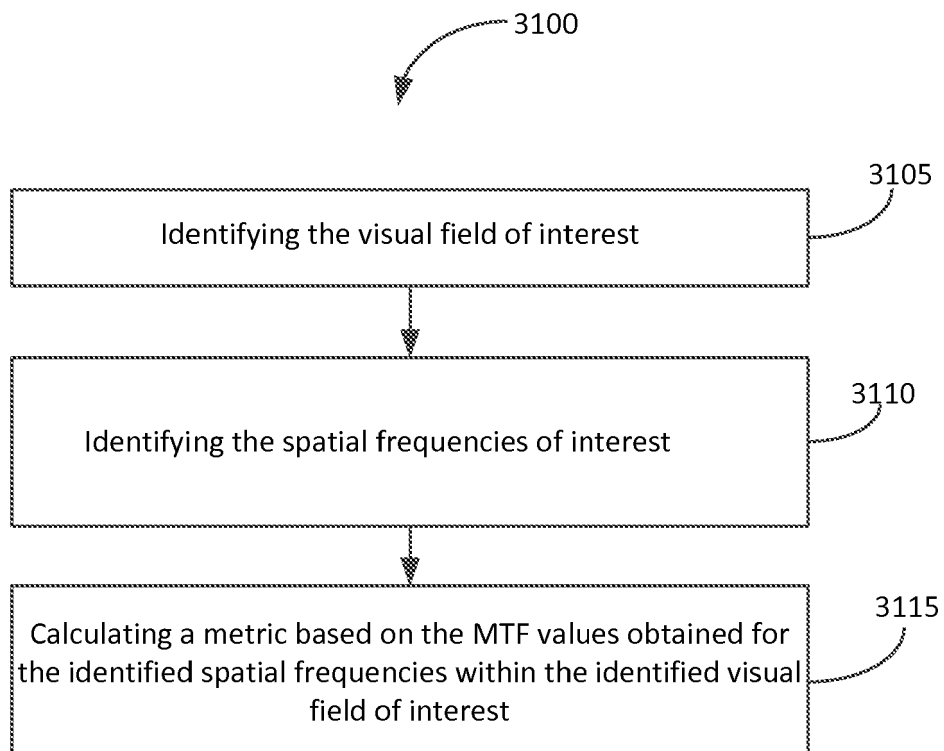 3100
3105
Identifying the visual field of interest
3110
Identifying the spatial frequencies of interest
3115
Calculating a metric based on the MTF values obtained for
the identified spatial frequencies within the identified visual
field of interest